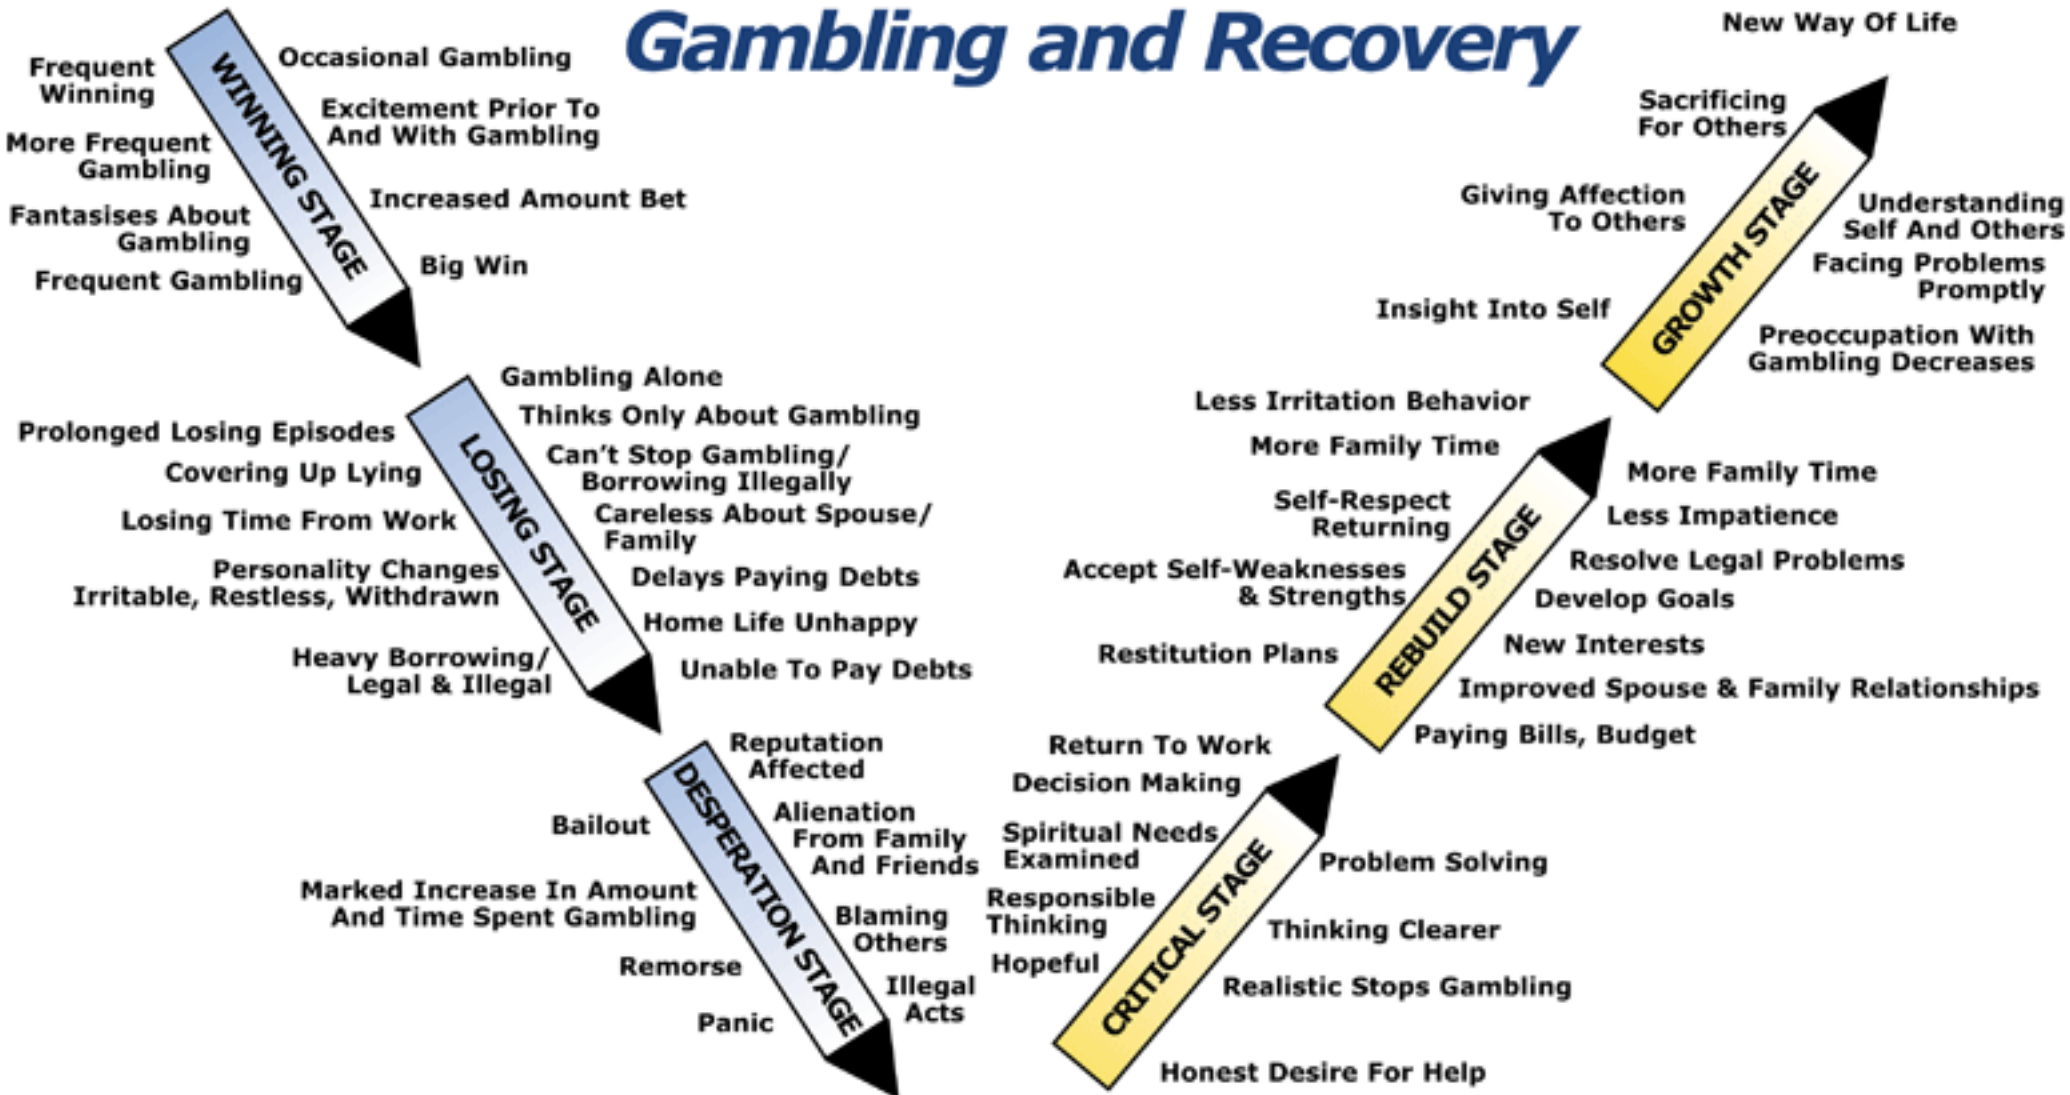 Gambling and Recovery
WINNING STAGE
Frequent
Winning
More Frequent
Gambling
Fantasises About
Gambling
Frequent Gambling
Occasional Gambling
Excitement Prior To
And With Gambling
Increased Amount Bet
Big Win
LOSING STAGE
Prolonged Losing Episodes
Covering Up Lying
Losing Time From Work
Personality Changes
Irritable, Restless, Withdrawn
Heavy Borrowing/
Legal & Illegal
Gambling Alone
Thinks Only About Gambling
Can't Stop Gambling/
Borrowing Illegally
Careless About Spouse/
Family
Delays Paying Debts
Home Life Unhappy
Unable To Pay Debts
DESPERATION STAGE
Bailout
Marked Increase In Amount
And Time Spent Gambling
Remorse
Panic
Reputation
Affected
Alienation
From Family
And Friends
Blaming
Others
Illegal
Acts
CRITICAL STAGE
Return To Work
Decision Making
Spiritual Needs
Examined
Responsible
Thinking
Hopeful
Problem Solving
Thinking Clearer
Realistic Stops Gambling
Honest Desire For Help
REBUILD STAGE
Less Irritation Behavior
More Family Time
Self-Respect
Returning
Accept Self-Weaknesses
& Strengths
Restitution Plans
More Family Time
Less Impatience
Resolve Legal Problems
Develop Goals
New Interests
Improved Spouse & Family Relationships
Paying Bills, Budget
GROWTH STAGE
New Way Of Life
Sacrificing
For Others
Giving Affection
To Others
Insight Into Self
Understanding
Self And Others
Facing Problems
Promptly
Preoccupation With
Gambling Decreases